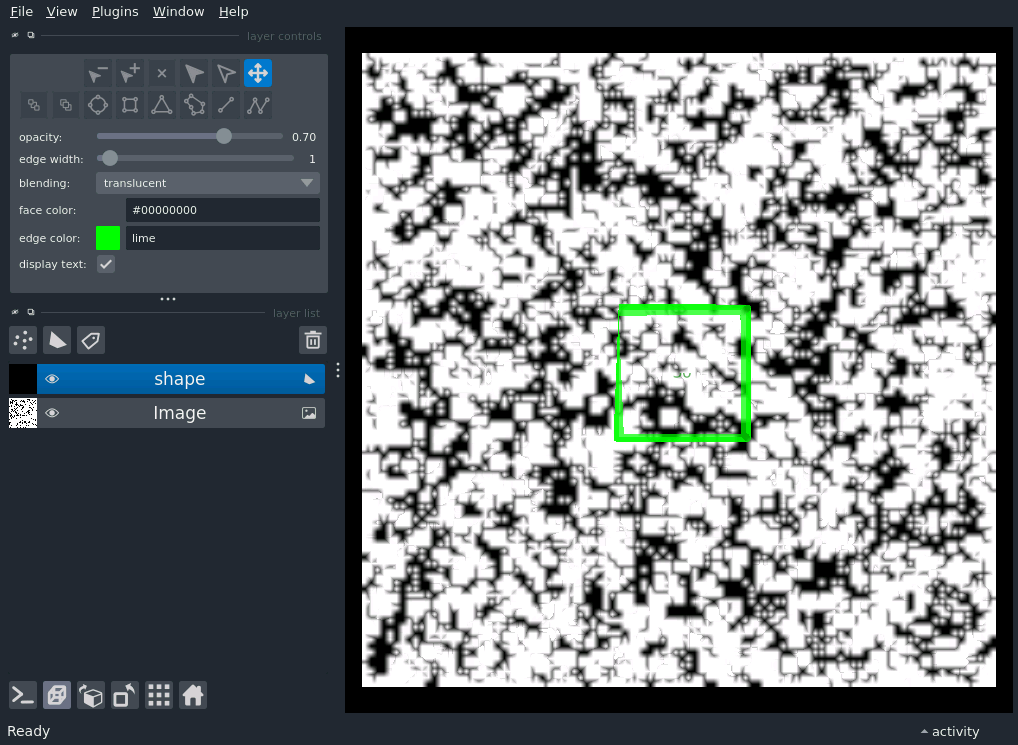 File View Plugins Window Help
layer controls
opacity: 0.70
edge width: 1
blending: translucent
face color: #00000000
edge color: lime
display text:
layer list
shape
Image
Ready
activity